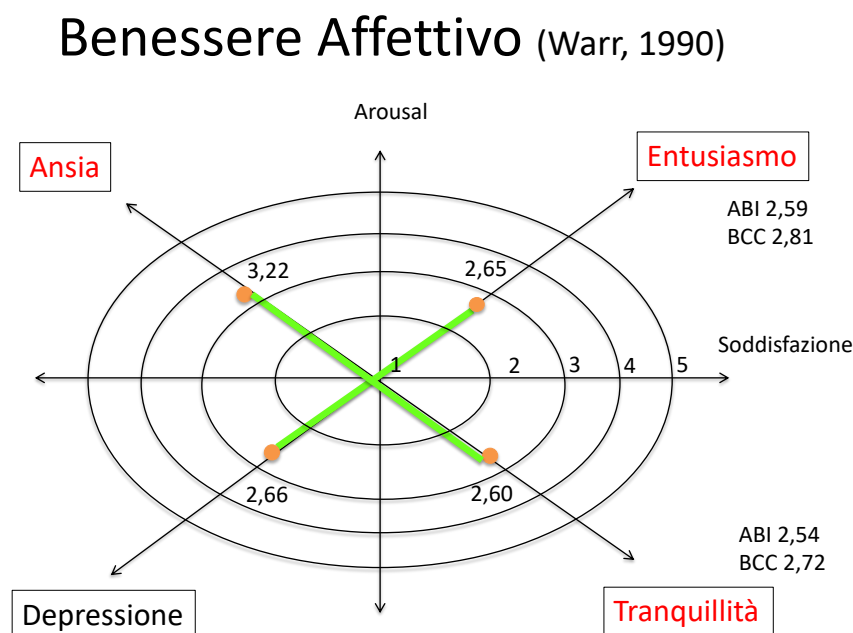 Benessere Affettivo (Warr, 1990)
Arousal
Ansia
Entusiasmo
ABI 2,59
BCC 2,81
3,22
2,65
Soddisfazione
1
2
3
4
5
2,66
2,60
ABI 2,54
BCC 2,72
Depressione
Tranquillità